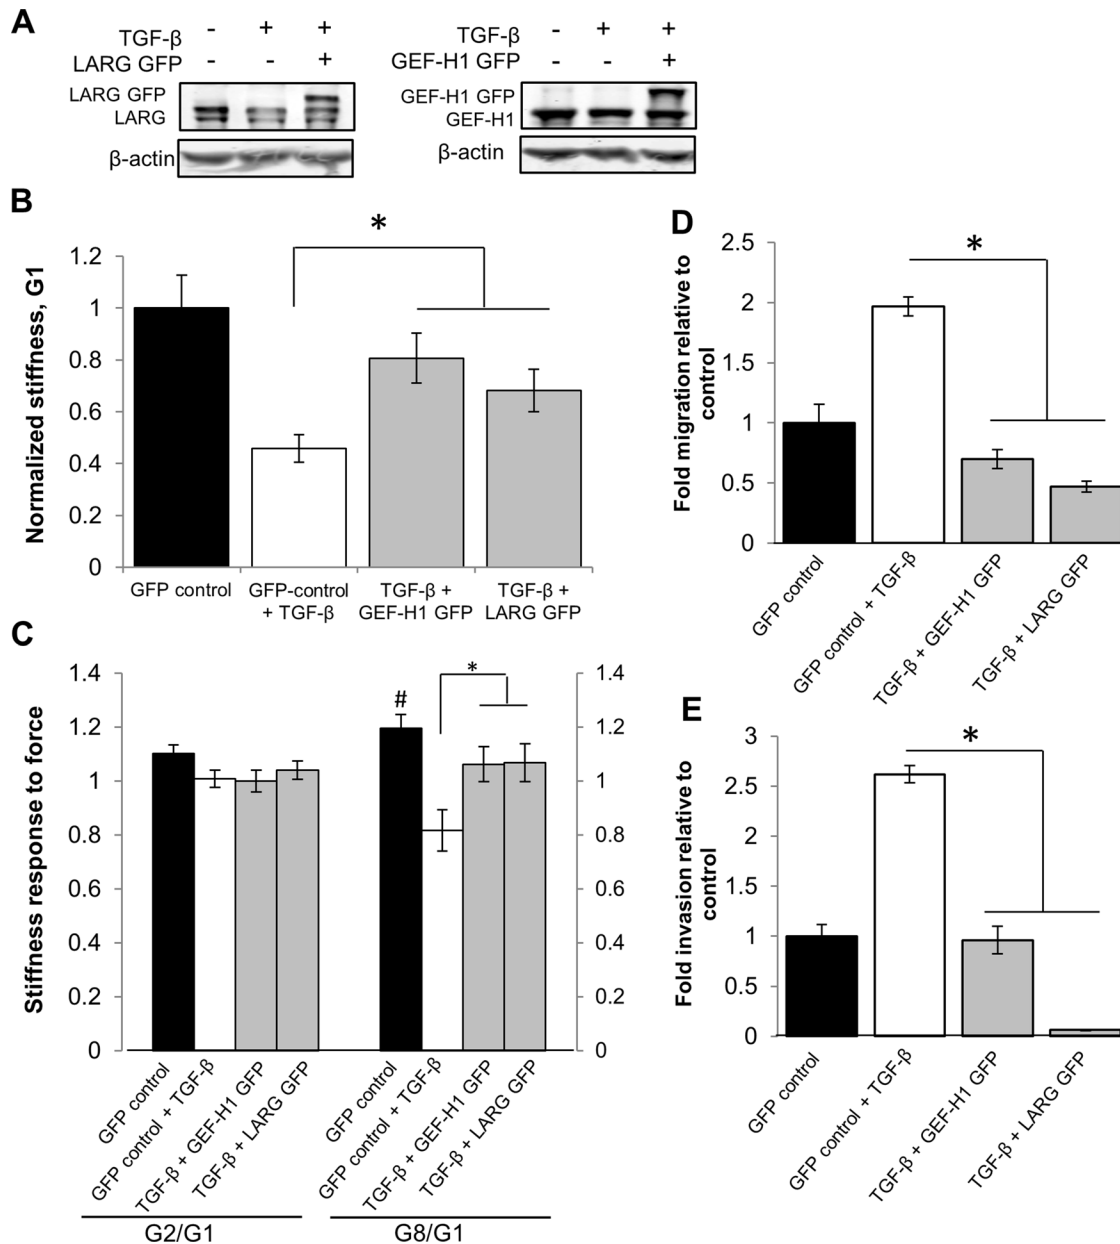 A
TGF-β - + +
LARG GFP - - +
LARG GFP
LARG
β-actin
TGF-β - + +
GEF-H1 GFP - - +
GEF-H1 GFP
GEF-H1
β-actin
B
Normalized stiffness, G1
1.2
1
0.8
0.6
0.4
0.2
0
*
GFP control
GFP-control
+ TGF-β
TGF-β +
GEF-H1 GFP
TGF-β +
LARG GFP
C
Stiffness response to force
1.4
1.2
1
0.8
0.6
0.4
0.2
0
#
*
1.4
1.2
1
0.8
0.6
0.4
0.2
0
GFP control
GFP control + TGF-β
TGF-β + GEF-H1 GFP
TGF-β + LARG GFP
GFP control
GFP control + TGF-β
TGF-β + GEF-H1 GFP
TGF-β + LARG GFP
G2/G1
G8/G1
D
Fold migration relative to
control
2.5
2
1.5
1
0.5
0
*
GFP control
GFP control + TGF-β
TGF-β + GEF-H1 GFP
TGF-β + LARG GFP
E
Fold invasion relative to
control
3
2.5
2
1.5
1
0.5
0
*
GFP control
GFP control + TGF-β
TGF-β + GEF-H1 GFP
TGF-β + LARG GFP